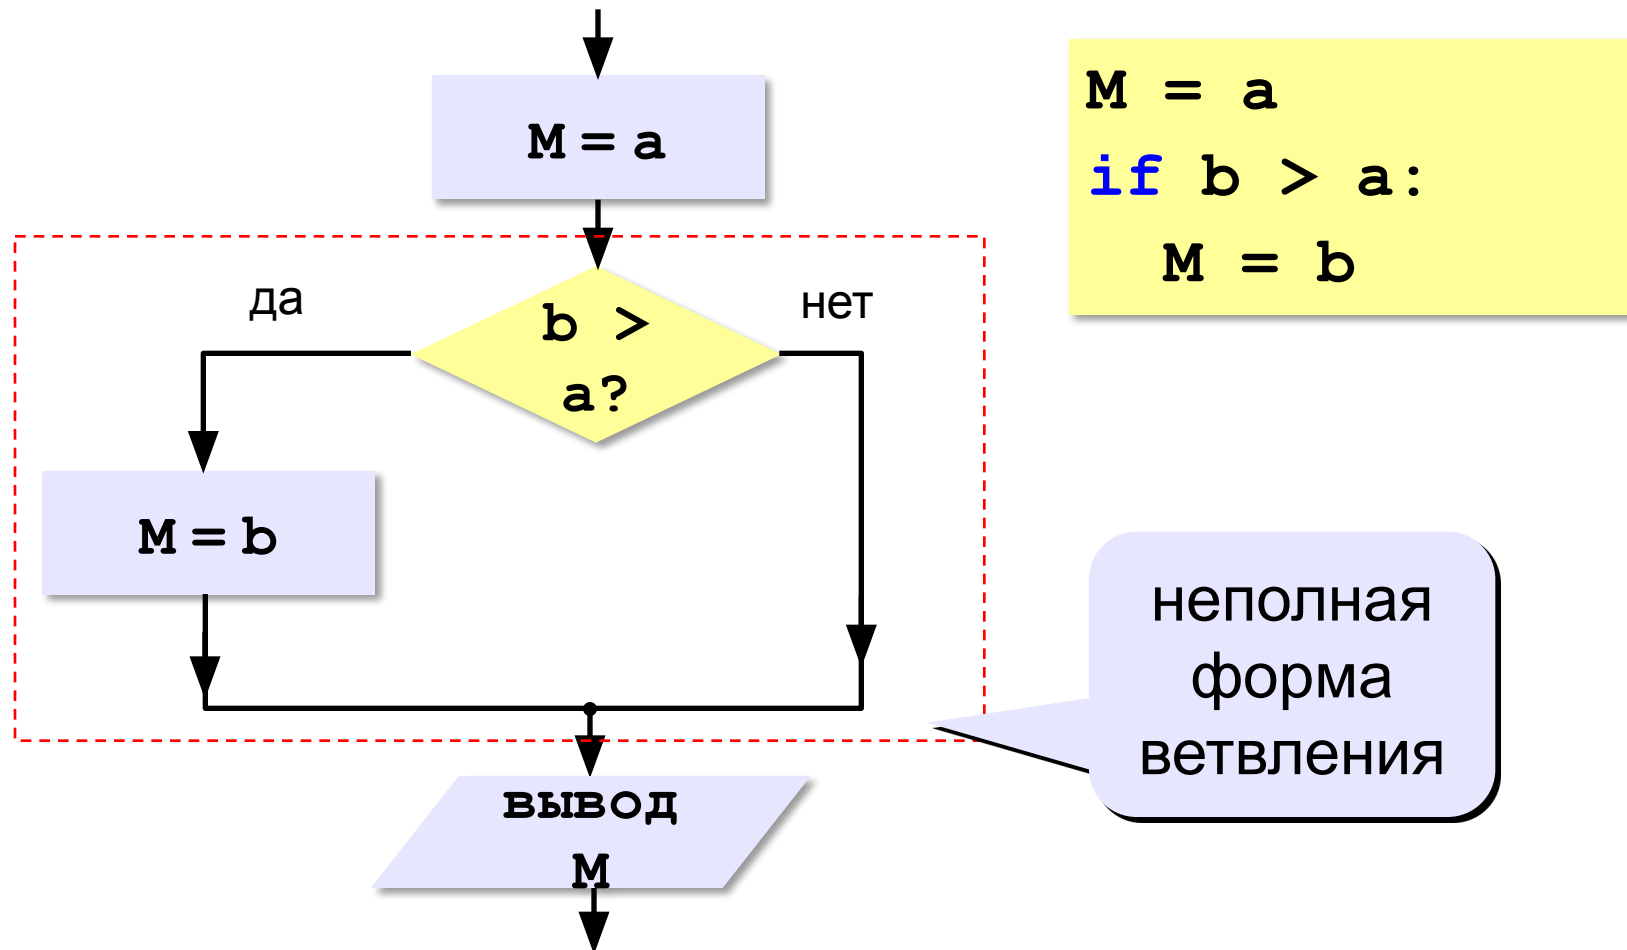 M = a
b >
a?
да
нет
M = b
вывод
M
M = a
if b > a:
M = b
неполная
форма
ветвления